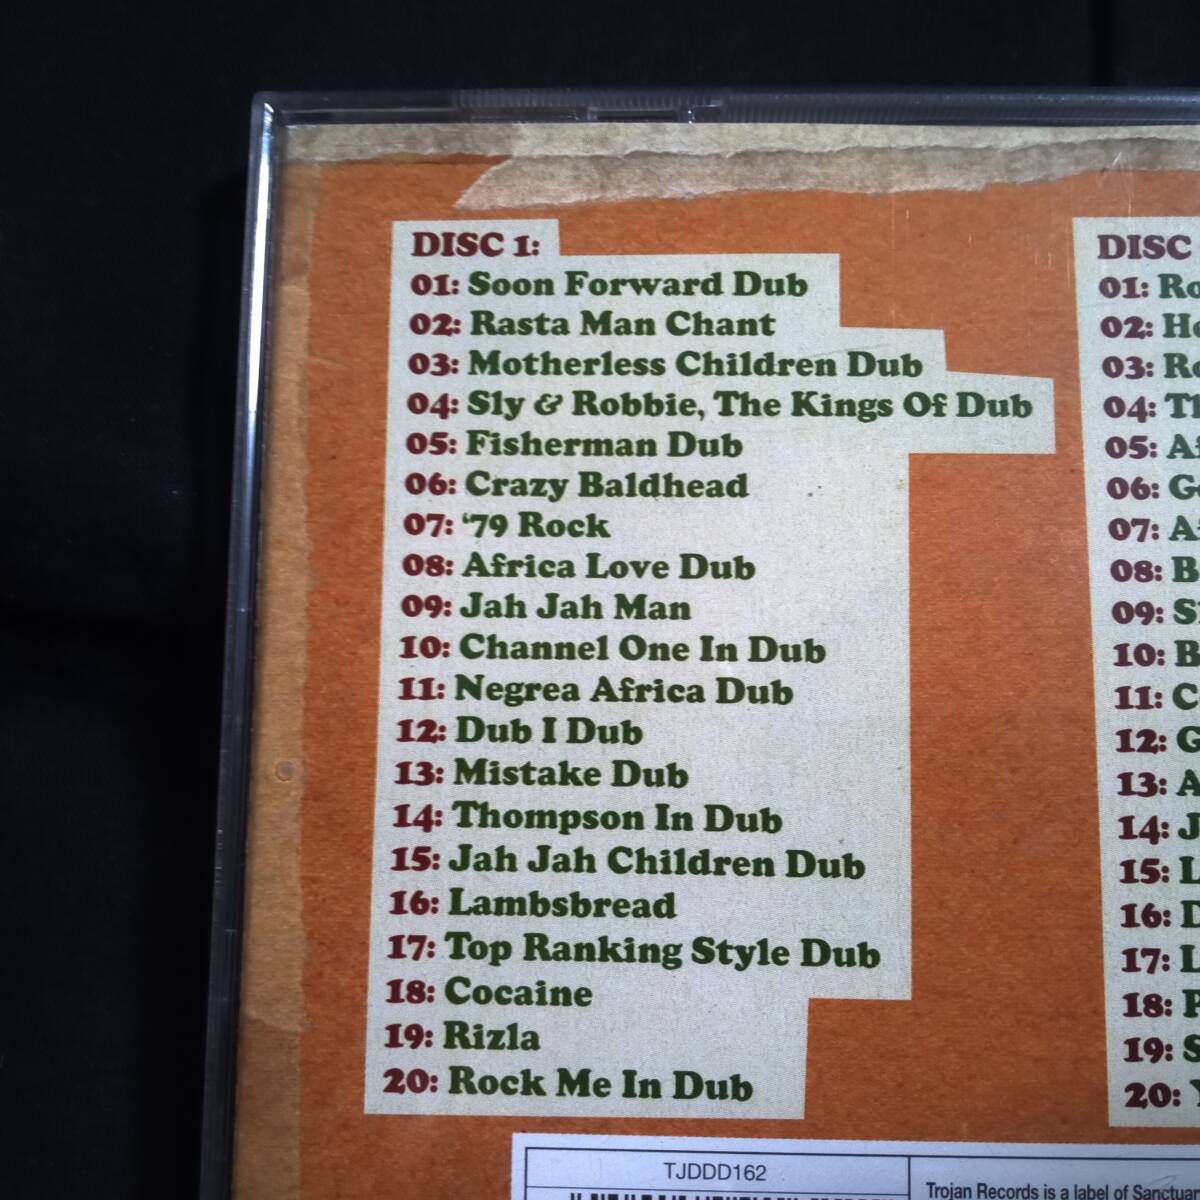 DISC 1:
01: Soon Forward Dub
02: Rasta Man Chant
03: Motherless Children Dub
04: Sly & Robbie, The Kings Of Dub
05: Fisherman Dub
06: Crazy Baldhead
07: ‘79 Rock
08: Africa Love Dub
09: Jah Jah Man
10: Channel One In Dub
11: Negrea Africa Dub
12: Dub I Dub
13: Mistake Dub
14: Thompson In Dub
15: Jah Jah Children Dub
16: Lambsbread
17: Top Ranking Style Dub
18: Cocaine
19: Rizla
20: Rock Me In Dub
DISC
01:
02:
03:
04:
05:
06:
07:
08:
09:
10:
11:
12:
13:
14:
15:
16:
17:
18:
19:
20:
TJDDD162
Trojan Records is a label of